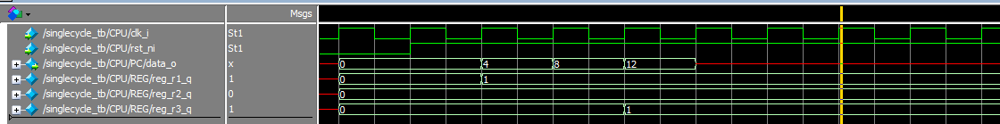 Msgs
/singlecycle_tb/CPU/clk_i St1
/singlecycle_tb/CPU/rst_ni St1
/singlecycle_tb/CPU/PC/data_o x 0 4 8 12
/singlecycle_tb/CPU/REG/reg_r1_q 1 0 1
/singlecycle_tb/CPU/REG/reg_r2_q 0 0
/singlecycle_tb/CPU/REG/reg_r3_q 1 0 1